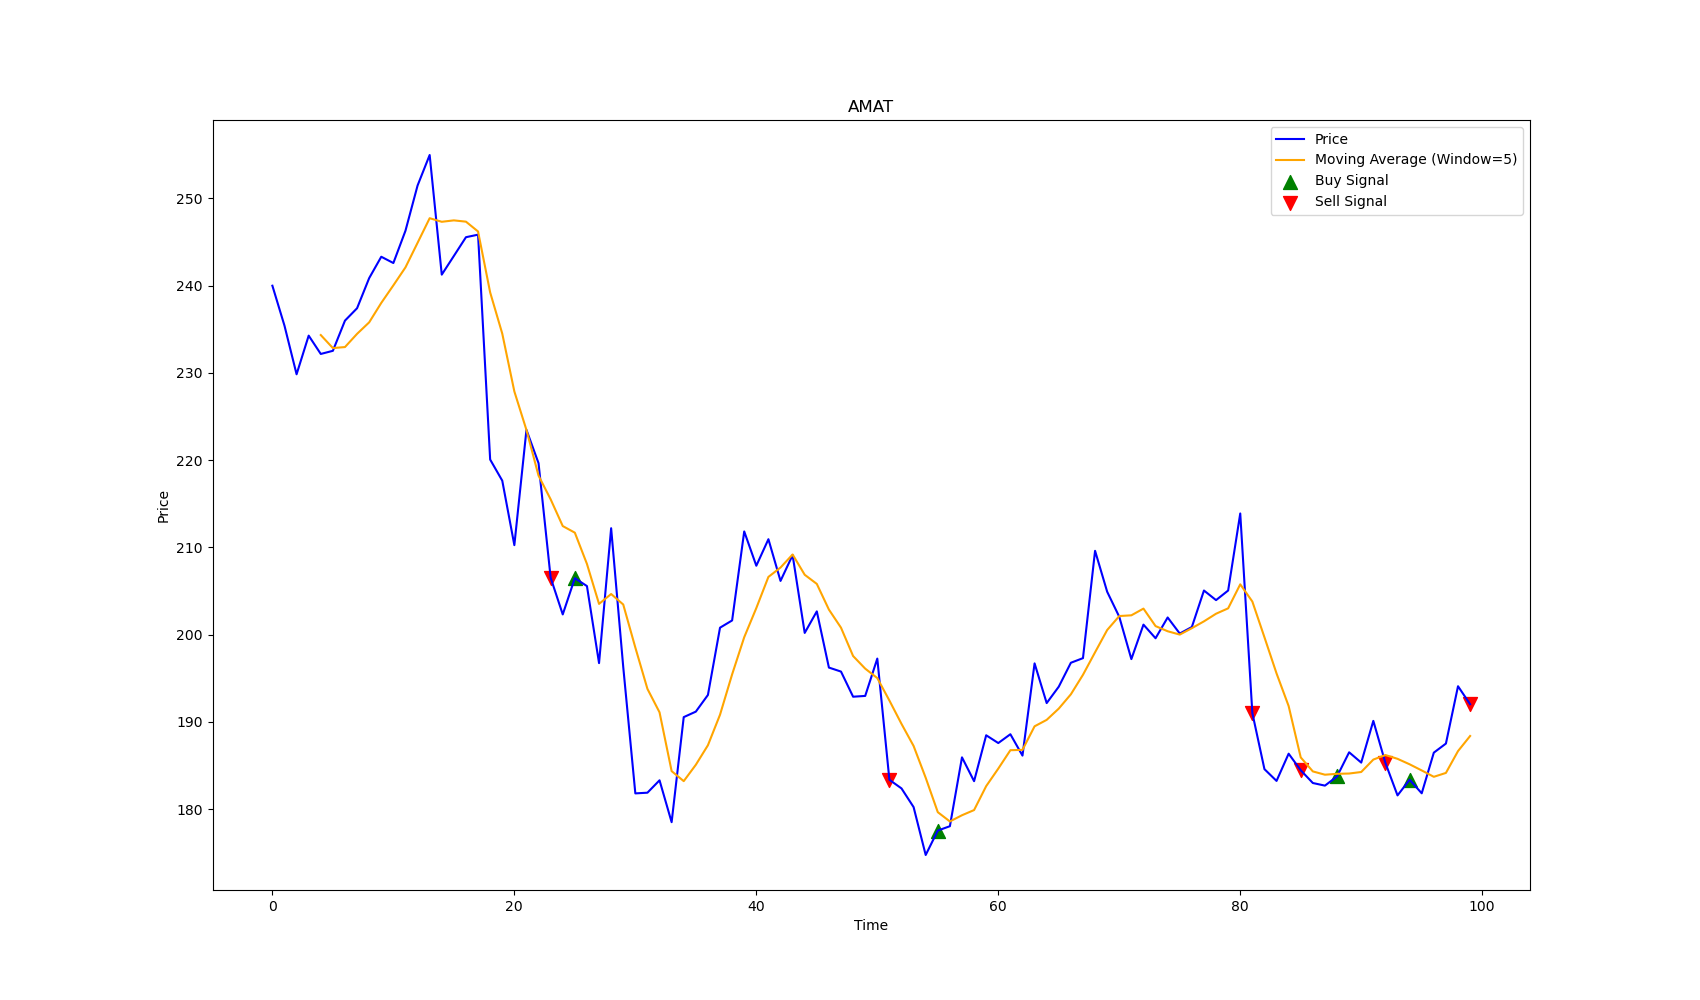 AMAT
Price
Moving Average (Window=5)
Buy Signal
Sell Signal
250
240
230
220
210
200
190
180
Price
0 20 40 60 80 100
Time